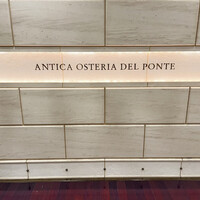 ANTICA OSTERIA DEL PONTE